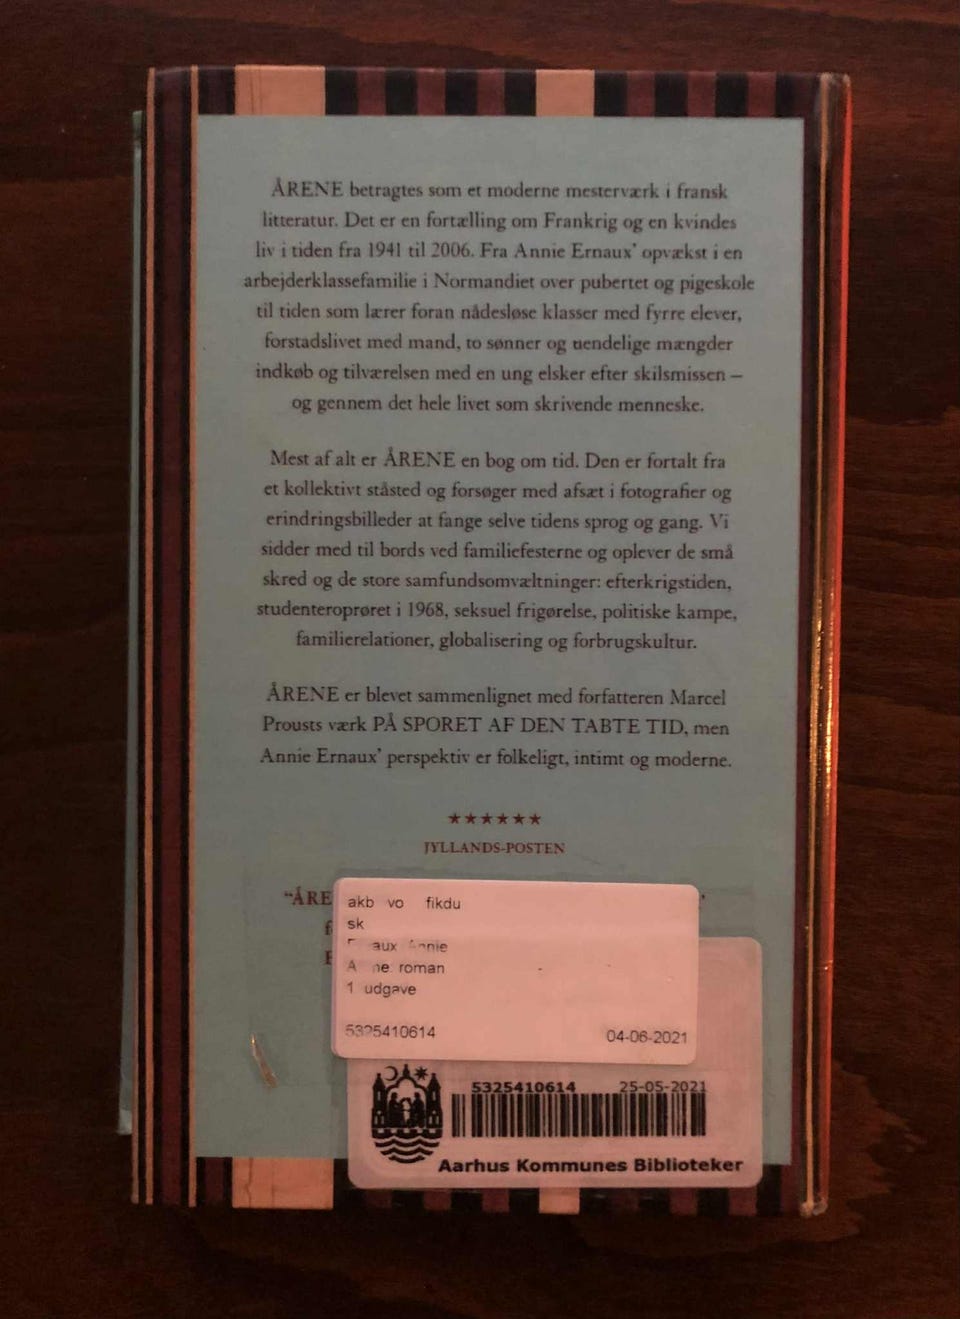 ÅRENE betragtes som et moderne mesterværk i fransk
litteratur. Det er en fortælling om Frankrig og en kvindes
liv i tiden fra 1941 til 2006. Fra Annie Ernaux' opvækst i en
arbejderklassefamilie i Normandiet over pubertet og pigeskole
til tiden som lærer foran nådesløse klasser med fyrre elever,
forstadslivet med mand, to sønner og uendelige mængder
indkøb og tilværelsen med en ung elsker efter skilsmissen –
og gennem det hele livet som skrivende menneske.
Mest af alt er ÅRENE en bog om tid. Den er fortalt fra
et kollektivt ståsted og forsøger med afsæt i fotografier og
erindringsbilleder at fange selve tidens sprog og gang. Vi
sidder med til bords ved familiefesterne og oplever de små
skred og de store samfundsomvæltninger: efterkrigstiden,
studenteroprøret i 1968, seksuel frigørelse, politiske kampe,
familierelationer, globalisering og forbrugskultur.
ÅRENE er blevet sammenlignet med forfatteren Marcel
Prousts værk PÅ SPORET AF DEN TABTE TID, men
Annie Ernaux' perspektiv er folkeligt, intimt og moderne.
★★★★★★
JYLLANDS-POSTEN
"ÅRE
akb vo fikdu
sk
aux Annie
ne: roman
1 udgave
5325410614 04-06-2021
5325410614 25-05-2021
Aarhus Kommunes Biblioteker